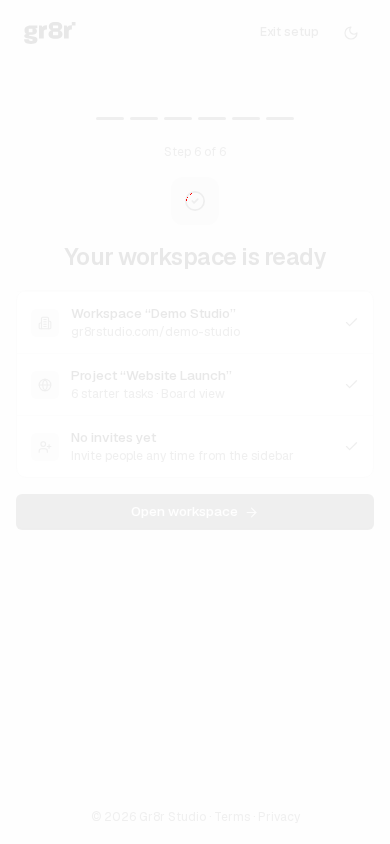 gr8r
Exit setup
Step 6 of 6
Your workspace is ready
Workspace “Demo Studio”
gr8rstudio.com/demo-studio
Project “Website Launch”
6 starter tasks · Board view
No invites yet
Invite people any time from the sidebar
Open workspace →
© 2026 Gr8r Studio · Terms · Privacy